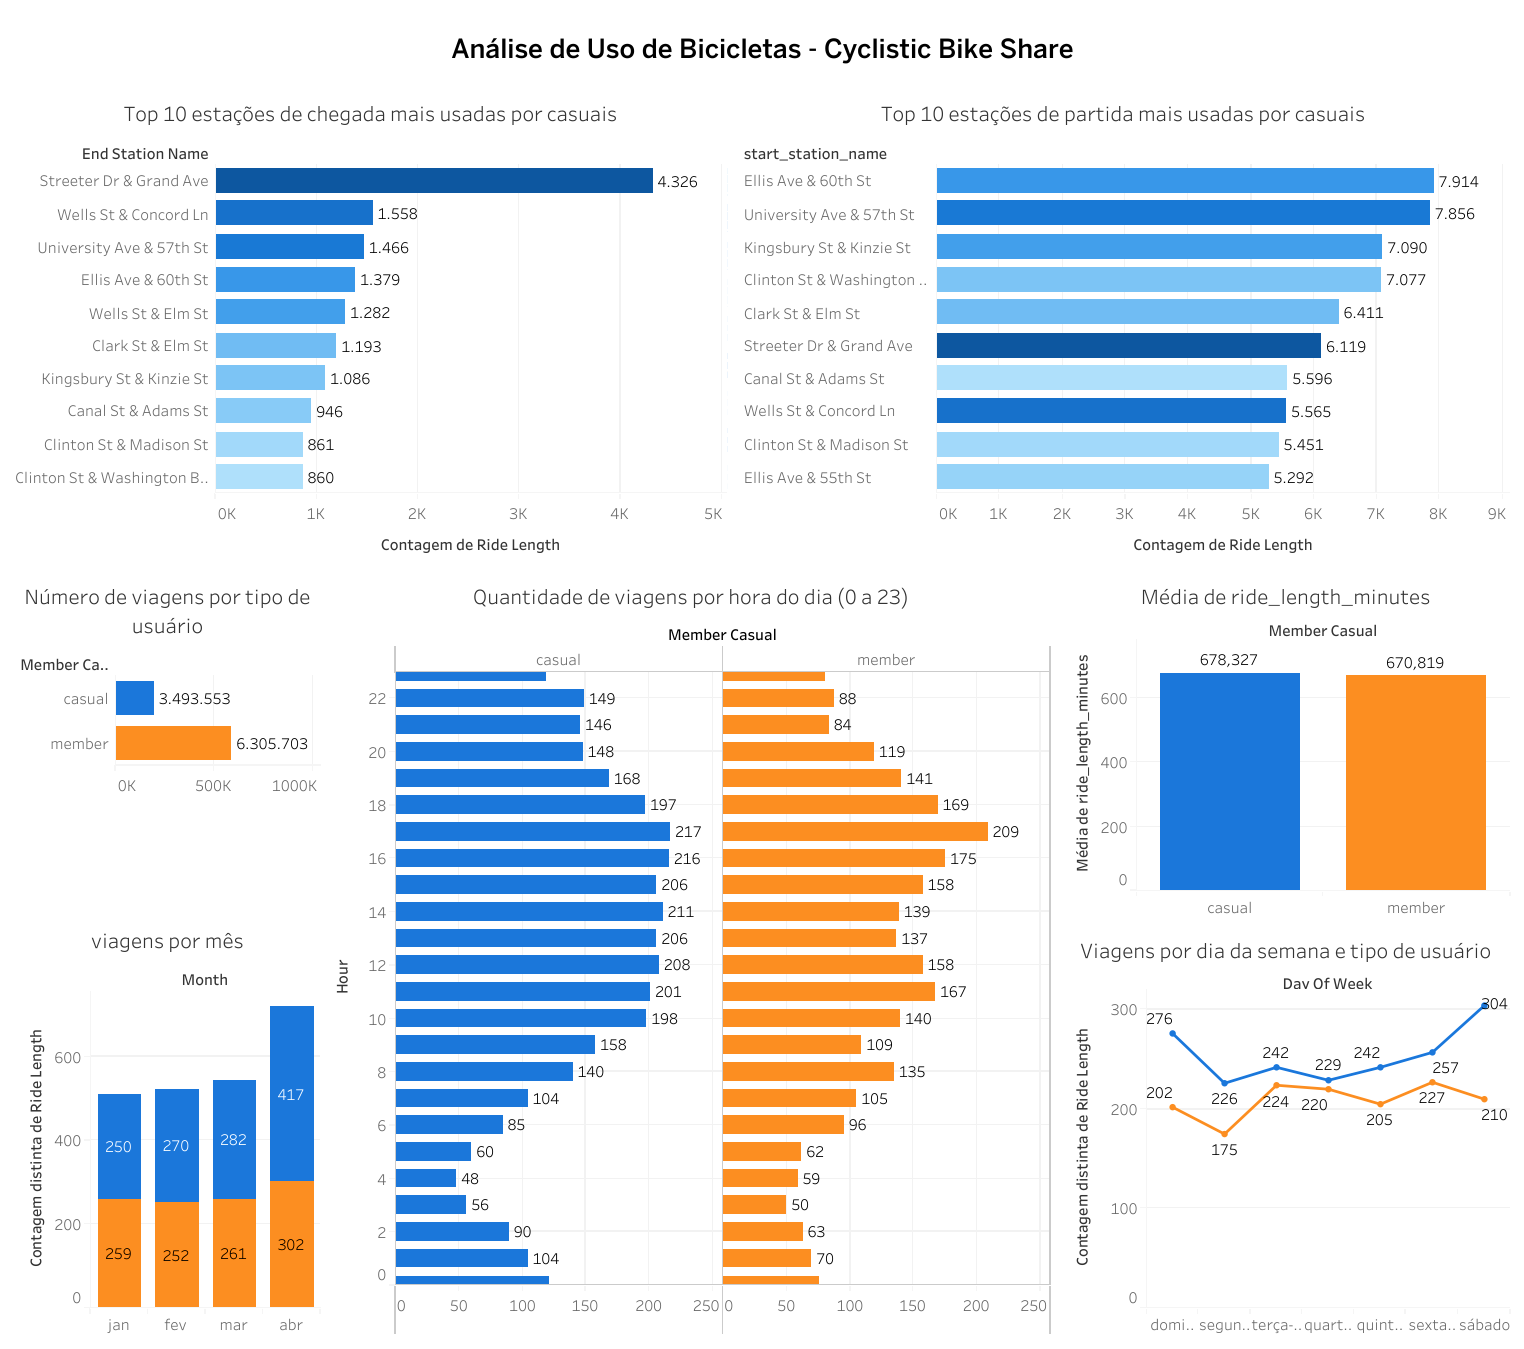 Análise de Uso de Bicicletas - Cyclistic Bike Share
Top 10 estações de chegada mais usadas por casuais
End Station Name
Streeter Dr & Grand Ave 4.326
Wells St & Concord Ln 1.558
University Ave & 57th St 1.466
Ellis Ave & 60th St 1.379
Wells St & Elm St 1.282
Clark St & Elm St 1.193
Kingsbury St & Kinzie St 1.086
Canal St & Adams St 946
Clinton St & Madison St 861
Clinton St & Washington B.. 860
0K 1K 2K 3K 4K 5K
Contagem de Ride Length
Top 10 estações de partida mais usadas por casuais
start_station_name
Ellis Ave & 60th St 7.914
University Ave & 57th St 7.856
Kingsbury St & Kinzie St 7.090
Clinton St & Washington .. 7.077
Clark St & Elm St 6.411
Streeter Dr & Grand Ave 6.119
Canal St & Adams St 5.596
Wells St & Concord Ln 5.565
Clinton St & Madison St 5.451
Ellis Ave & 55th St 5.292
0K 1K 2K 3K 4K 5K 6K 7K 8K 9K
Contagem de Ride Length
Número de viagens por tipo de
usuário
Member Ca..
casual 3.493.553
member 6.305.703
0K 500K 1000K
viagens por mês
Month
Contagem distinta de Ride Length
600
400
200
0
250 270 282 417
259 252 261 302
jan fev mar abr
Quantidade de viagens por hora do dia (0 a 23)
Member Casual
casual member
Hour
22 149 88
146 84
20 148 119
168 141
18 197 169
217 209
16 216 175
206 158
14 211 139
206 137
12 208 158
201 167
10 198 140
158 109
8 140 135
104 105
6 85 96
60 62
4 48 59
56 50
2 90 63
104 70
0
0 50 100 150 200 250 0 50 100 150 200 250
Média de ride_length_minutes
Member Casual
Média de ride_length_minutes
678,327 670,819
600
400
200
0
casual member
Viagens por dia da semana e tipo de usuário
Day Of Week
Contagem distinta de Ride Length
300
200
100
0
276 226 242 229 242 257 304
202 175 224 220 205 227 210
domi.. segun.. terça-.. quart.. quint.. sexta.. sábado